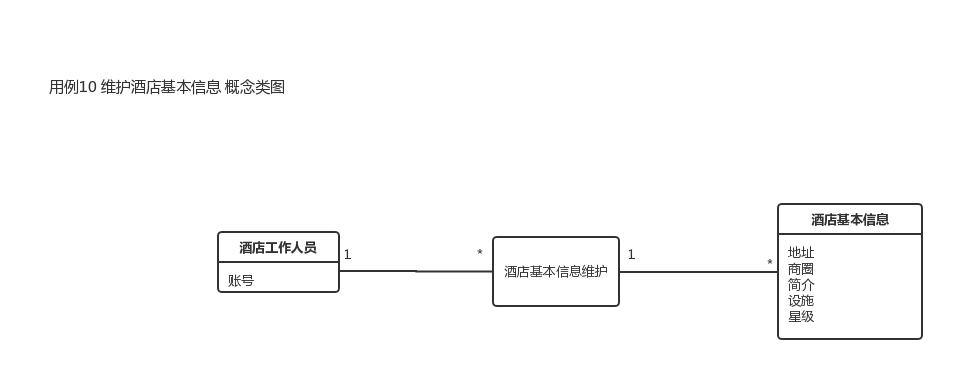 用例10 维护酒店基本信息 概念类图
酒店工作人员
账号
1
*
酒店基本信息维护
1
*
酒店基本信息
地址
商圈
简介
设施
星级